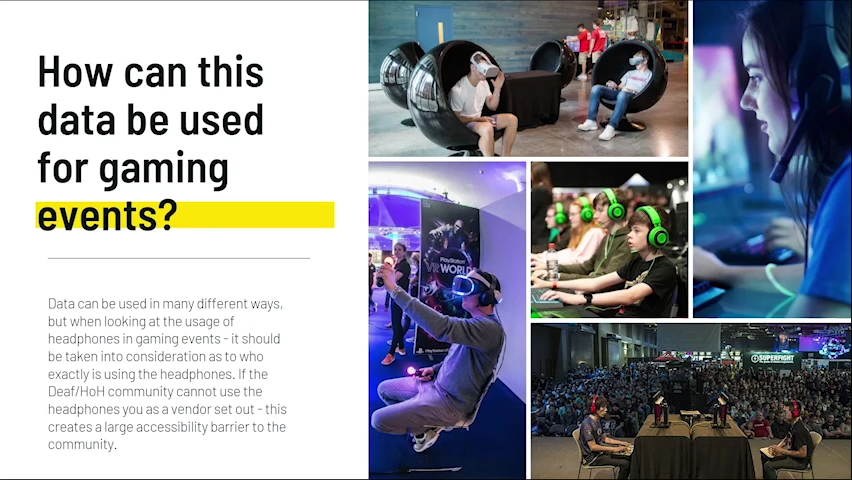 How can this
data be used
for gaming
events?
Data can be used in many different ways,
but when looking at the usage of
headphones in gaming events - it should
be taken into consideration as to who
exactly is using the headphones. If the
Deaf/HoH community cannot use the
headphones you as a vendor set out - this
creates a large accessibility barrier to the
community.
PlayStation
VR WORLDS
SUPERFIGHT